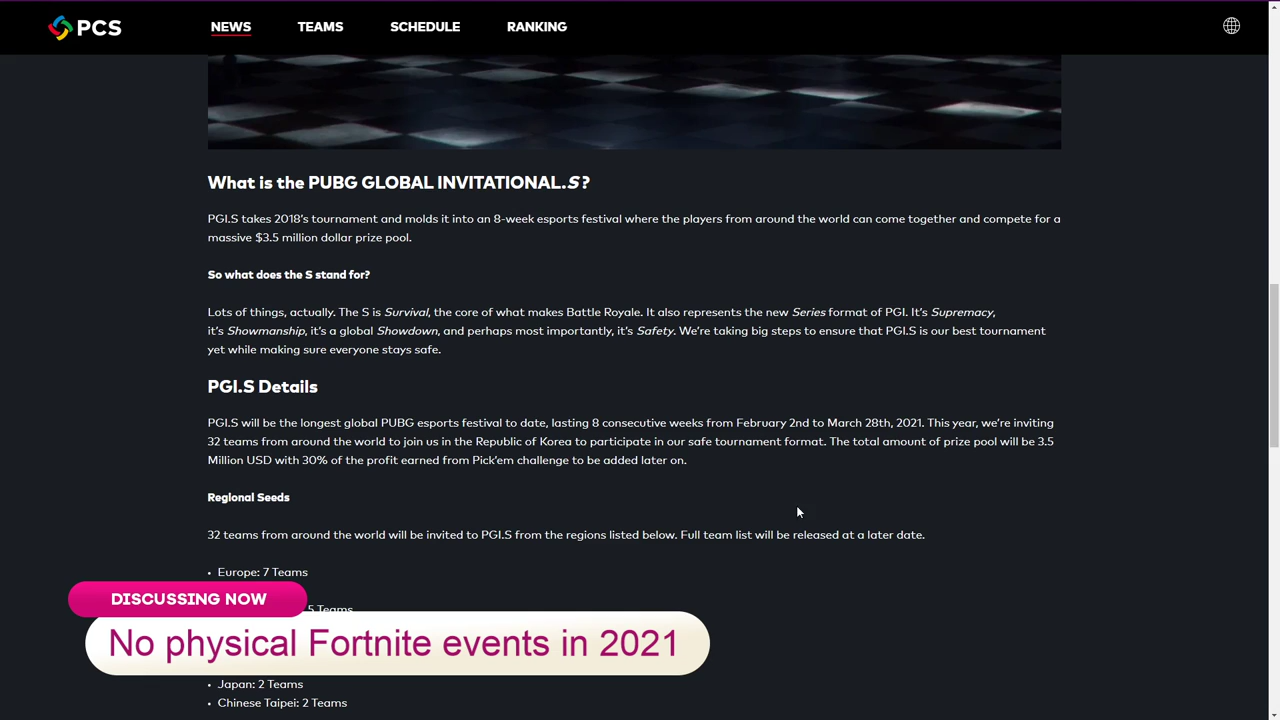 PCS
NEWS
TEAMS
SCHEDULE
RANKING
What is the PUBG GLOBAL INVITATIONAL.S?
PGI.S takes 2018's tournament and molds it into an 8-week esports festival where the players from around the world can come together and compete for a
massive $3.5 million dollar prize pool.
So what does the S stand for?
Lots of things, actually. The S is Survival, the core of what makes Battle Royale. It also represents the new Series format of PGI. It's Supremacy,
it's Showmanship, it's a global Showdown, and perhaps most importantly, it's Safety. We're taking big steps to ensure that PGI.S is our best tournament
yet while making sure everyone stays safe.
PGI.S Details
PGI.S will be the longest global PUBG esports festival to date, lasting 8 consecutive weeks from February 2nd to March 28th, 2021. This year, we're inviting
32 teams from around the world to join us in the Republic of Korea to participate in our safe tournament format. The total amount of prize pool will be 3.5
Million USD with 30% of the profit earned from Pick'em challenge to be added later on.
Regional Seeds
32 teams from around the world will be invited to PGI.S from the regions listed below. Full team list will be released at a later date.
• Europe: 7 Teams
5 Teams
DISCUSSING NOW
No physical Fortnite events in 2021
• Japan: 2 Teams
• Chinese Taipei: 2 Teams